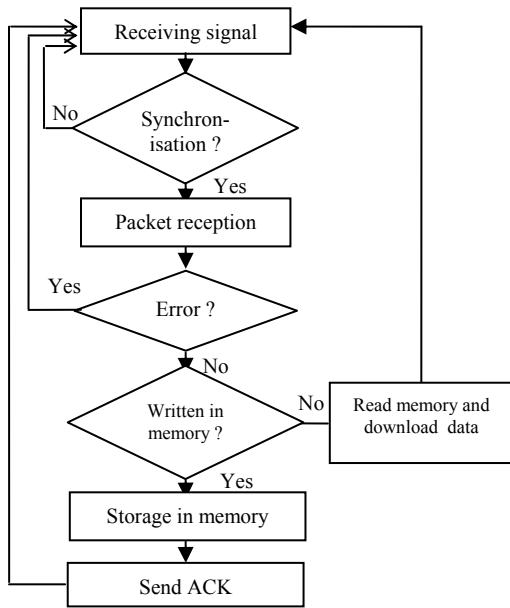 Receiving signal
No
Synchron-
isation ?
Yes
Packet reception
Yes
Error ?
No
Written in
memory ?
No
Read memory and
download data
Yes
Storage in memory
Send ACK